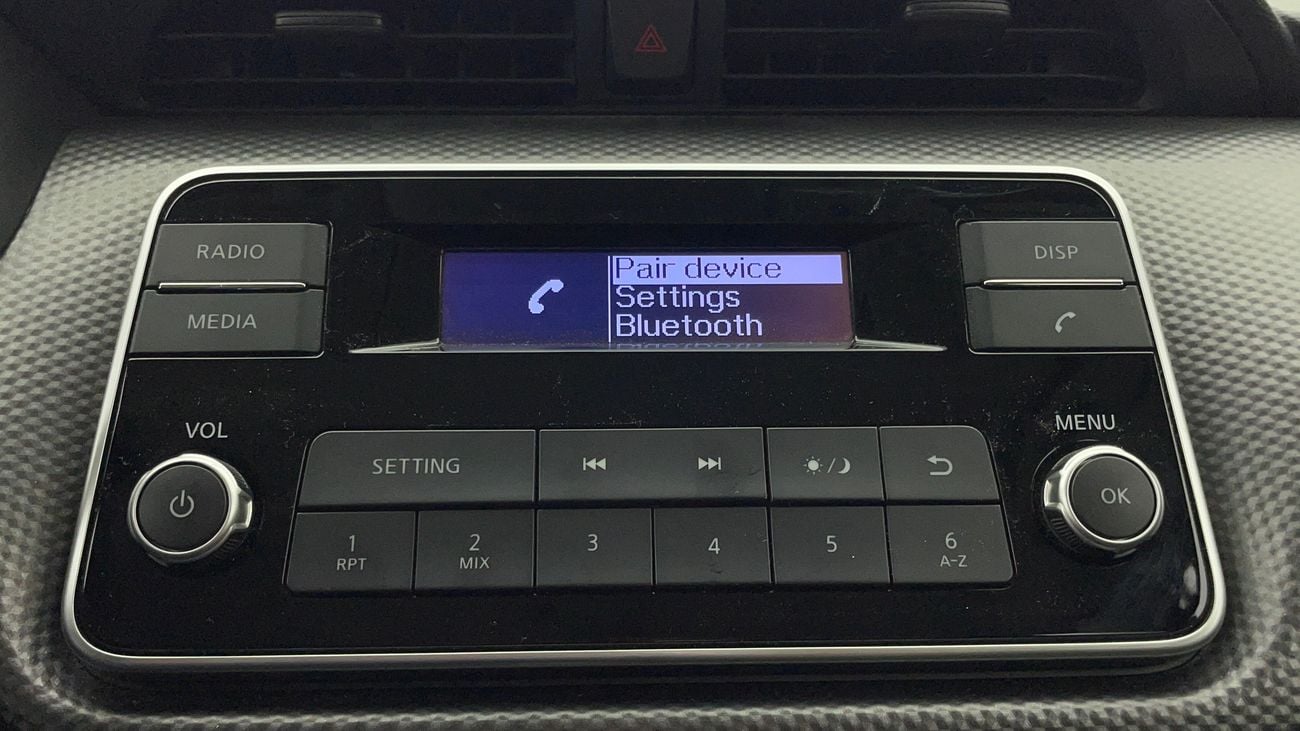 RADIO
MEDIA
Pair device
Settings
Bluetooth
DISP
VOL
MENU
SETTING
OK
1
RPT
2
MIX
3
4
5
6
A-Z